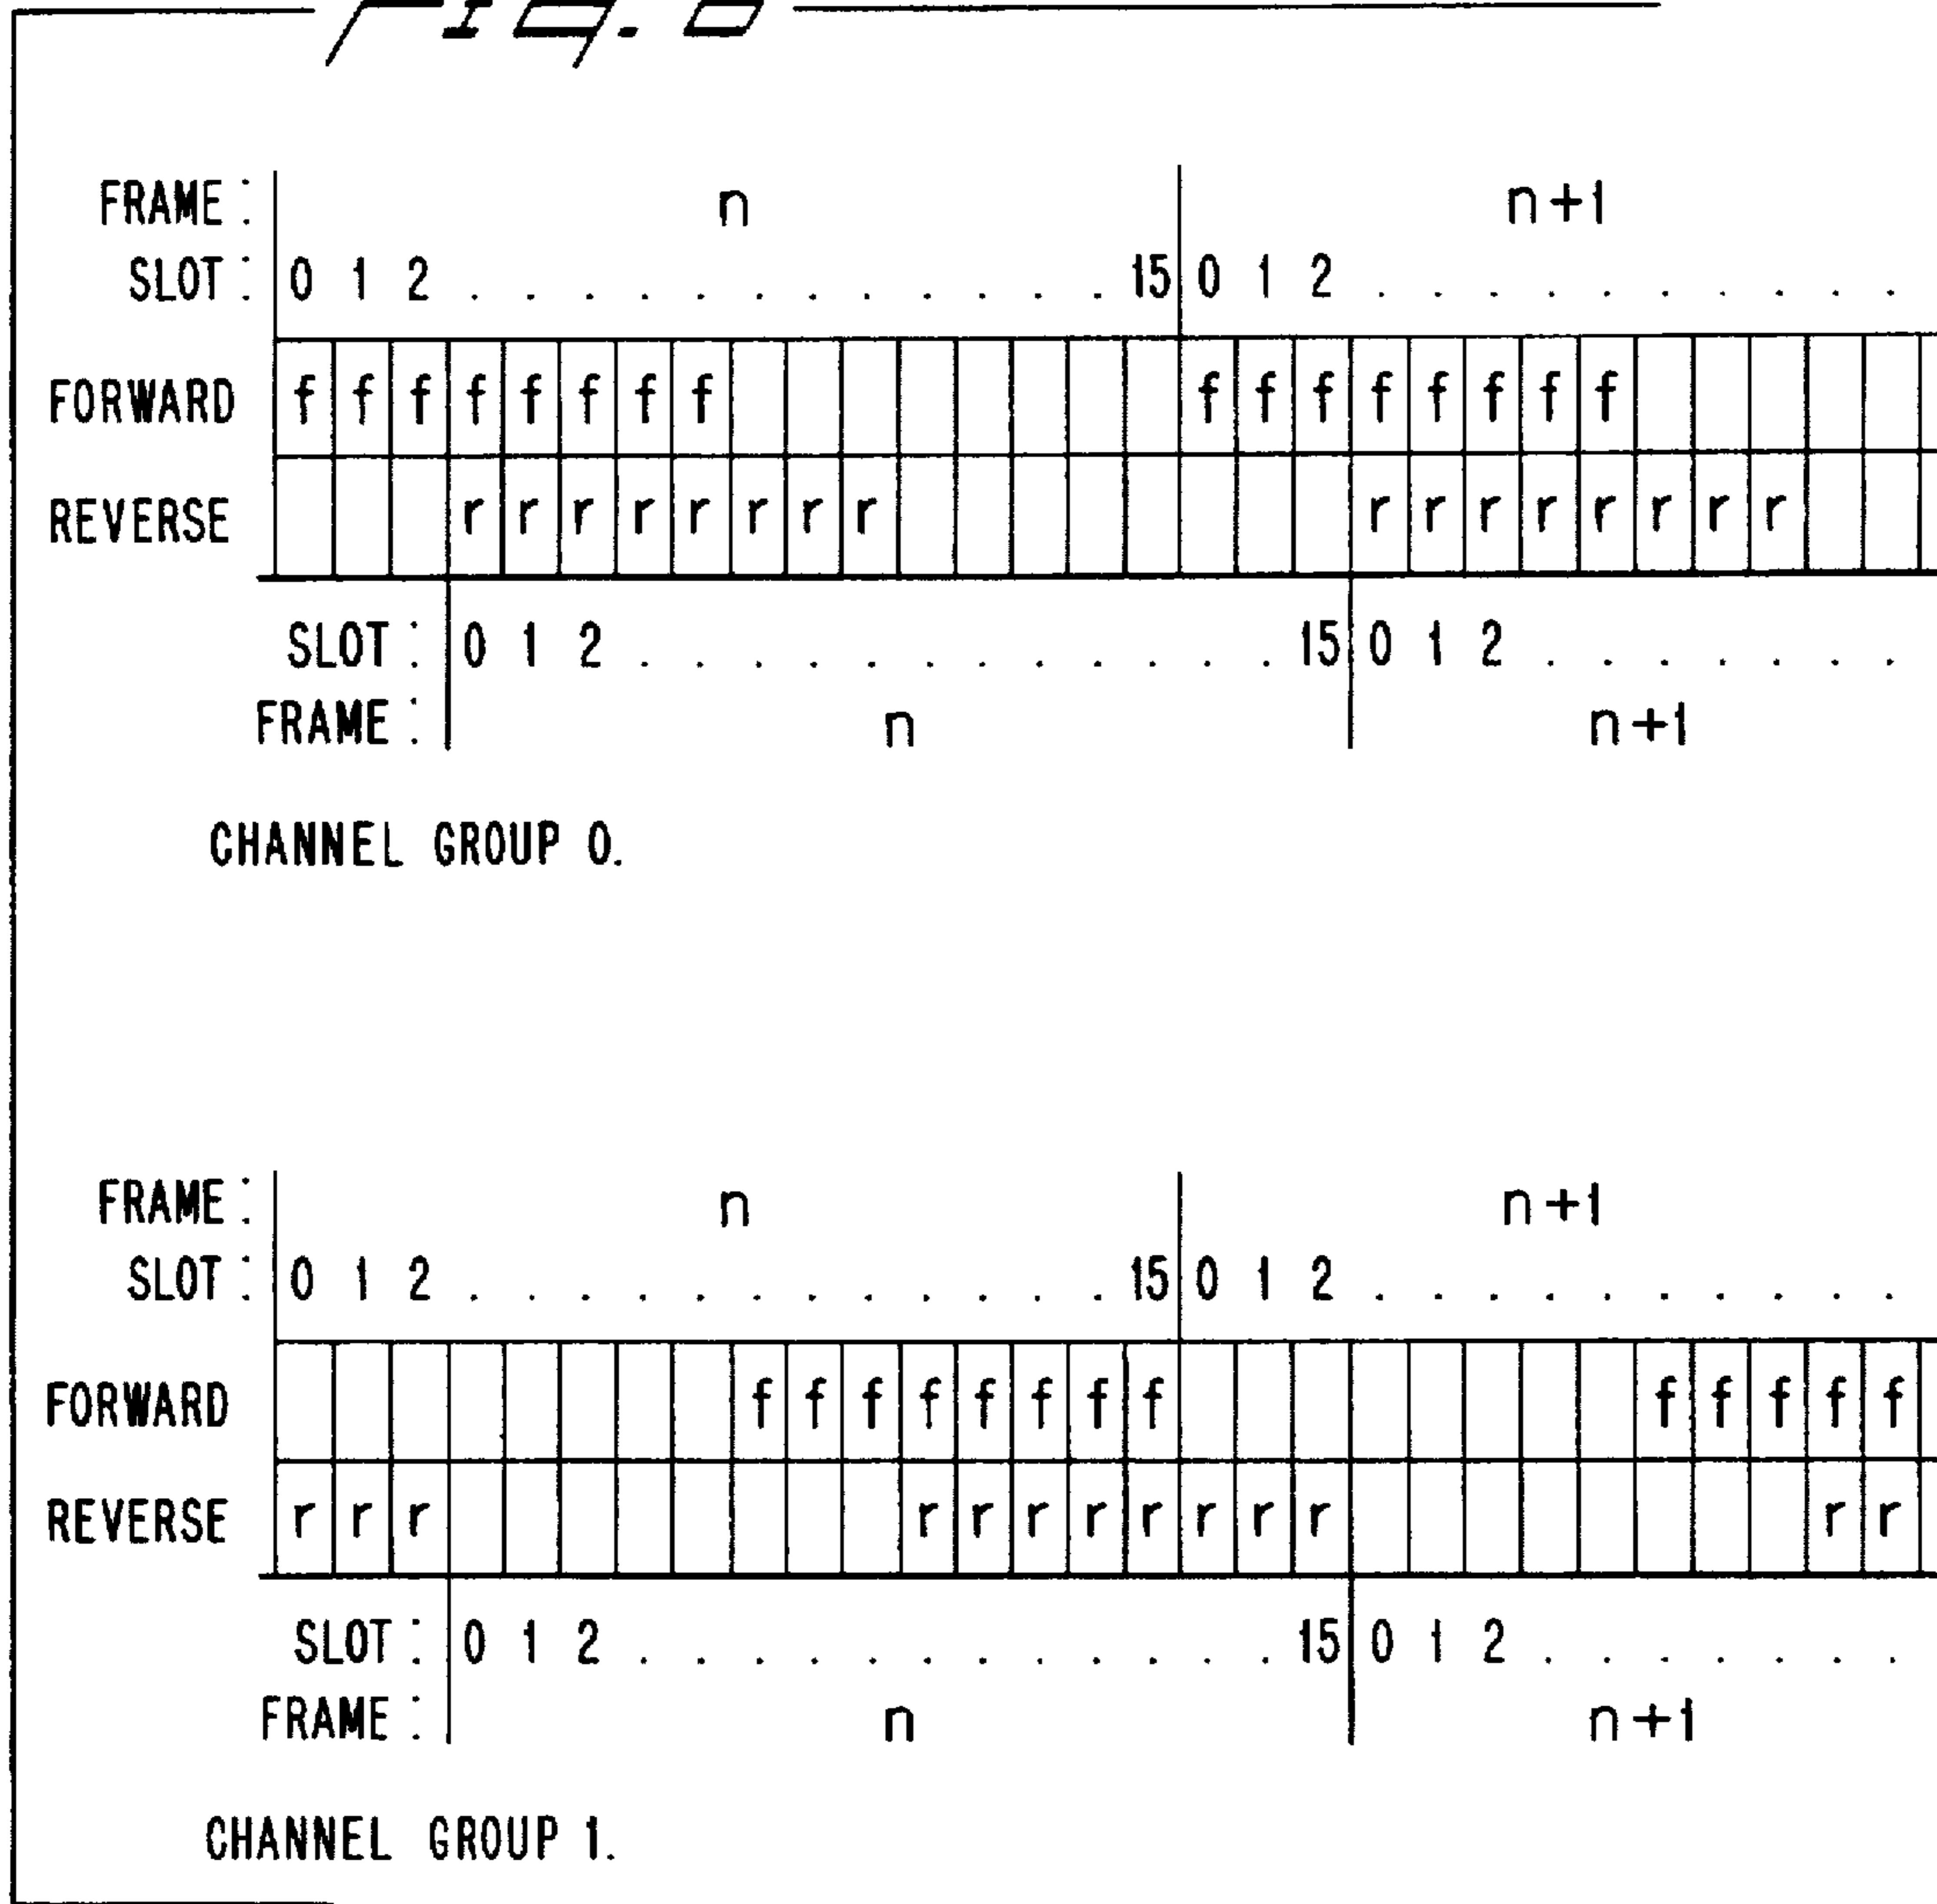 FRAME : n n+1
SLOT : 0 1 2 . . . . . . . . . . . . 15 0 1 2 . . . . . . . . . .
FORWARD f f f f f f f f f f f f f f f f
REVERSE r r r r r r r r r r r r r r r r
SLOT : 0 1 2 . . . . . . . . . . . . 15 0 1 2 . . . . . . .
FRAME : n n+1
CHANNEL GROUP 0.
FRAME : n n+1
SLOT : 0 1 2 . . . . . . . . . . . . 15 0 1 2 . . . . . . . . . .
FORWARD f f f f f f f f f f f f f
REVERSE r r r r r r r r r r r r r
SLOT : 0 1 2 . . . . . . . . . . . . 15 0 1 2 . . . . . . .
FRAME : n n+1
CHANNEL GROUP 1.